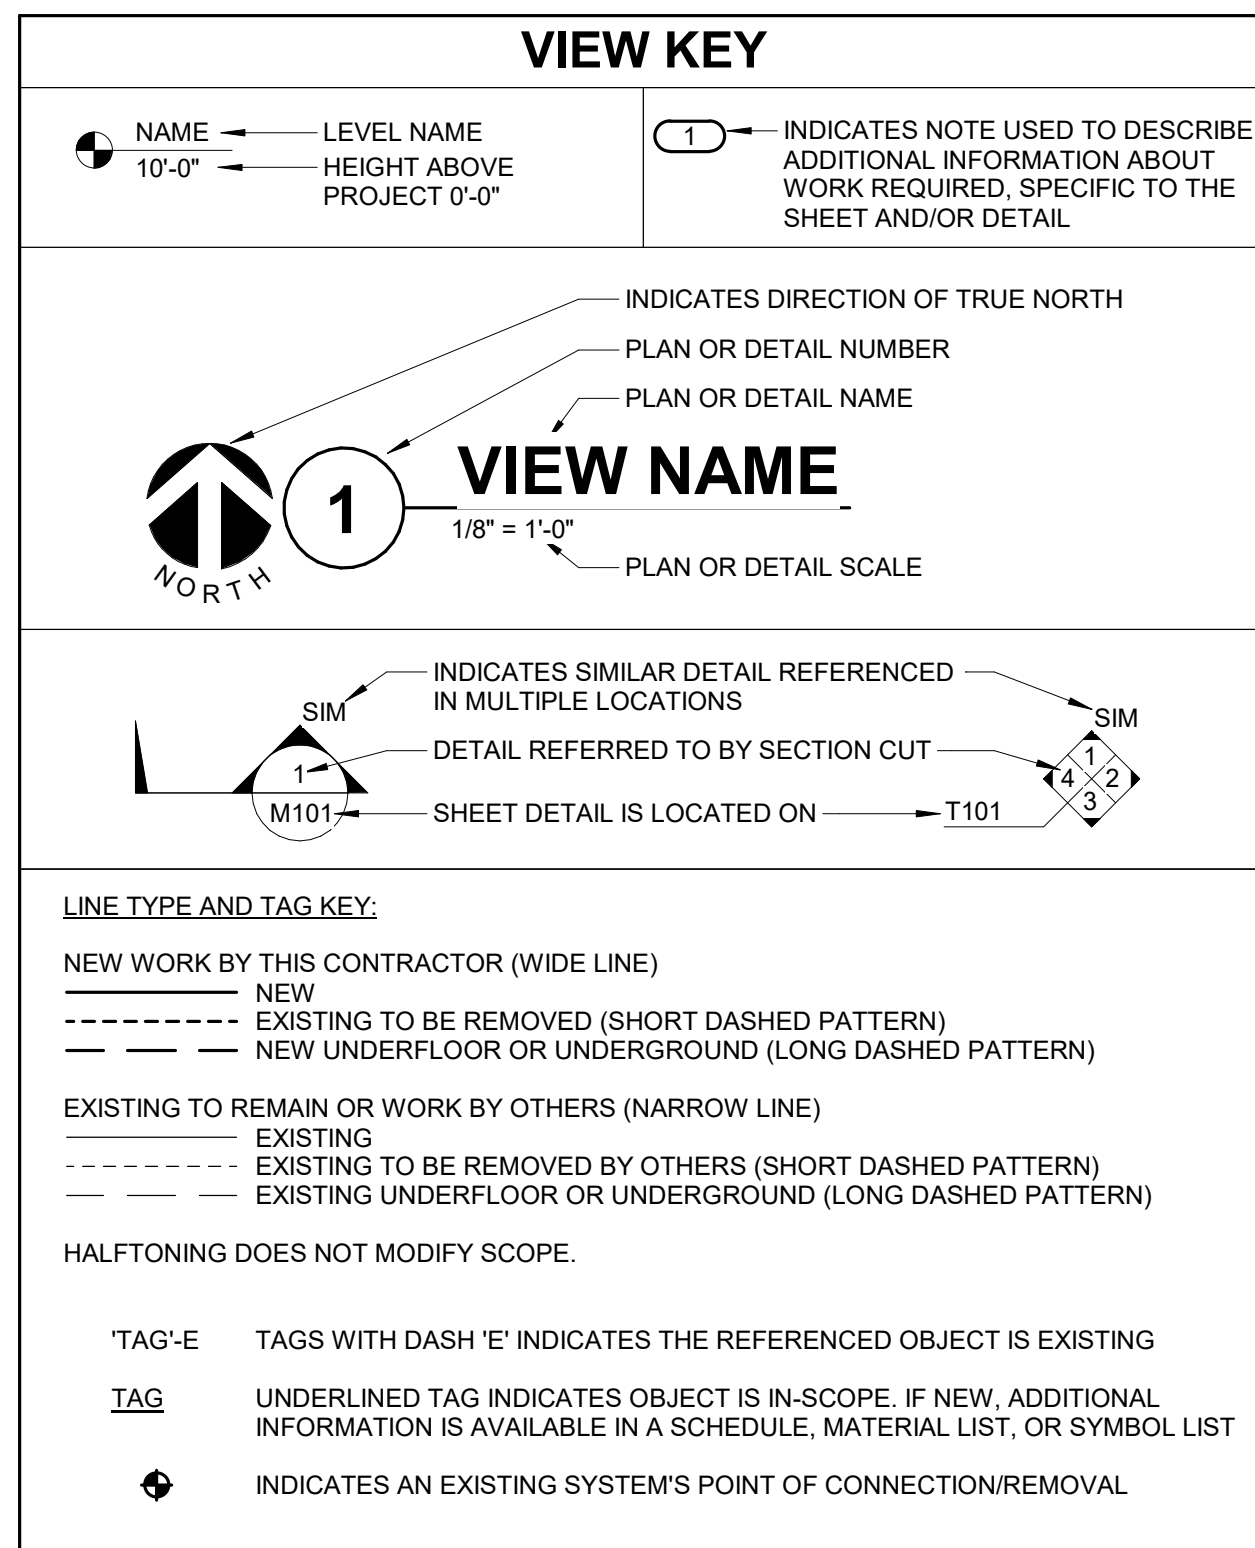 VIEW KEY
NAME
10'-0"
LEVEL NAME
HEIGHT ABOVE
PROJECT 0'-0"
1
INDICATES NOTE USED TO DESCRIBE
ADDITIONAL INFORMATION ABOUT
WORK REQUIRED, SPECIFIC TO THE
SHEET AND/OR DETAIL
INDICATES DIRECTION OF TRUE NORTH
PLAN OR DETAIL NUMBER
PLAN OR DETAIL NAME
NORTH
1
VIEW NAME
1/8" = 1'-0"
PLAN OR DETAIL SCALE
SIM
1
M101
INDICATES SIMILAR DETAIL REFERENCED
IN MULTIPLE LOCATIONS
DETAIL REFERRED TO BY SECTION CUT
SHEET DETAIL IS LOCATED ON
SIM
1
4 2
3
T101
LINE TYPE AND TAG KEY:
NEW WORK BY THIS CONTRACTOR (WIDE LINE)
NEW
EXISTING TO BE REMOVED (SHORT DASHED PATTERN)
NEW UNDERFLOOR OR UNDERGROUND (LONG DASHED PATTERN)
EXISTING TO REMAIN OR WORK BY OTHERS (NARROW LINE)
EXISTING
EXISTING TO BE REMOVED BY OTHERS (SHORT DASHED PATTERN)
EXISTING UNDERFLOOR OR UNDERGROUND (LONG DASHED PATTERN)
HALFTONING DOES NOT MODIFY SCOPE.
'TAG'-E TAGS WITH DASH 'E' INDICATES THE REFERENCED OBJECT IS EXISTING
TAG UNDERLINED TAG INDICATES OBJECT IS IN-SCOPE. IF NEW, ADDITIONAL
INFORMATION IS AVAILABLE IN A SCHEDULE, MATERIAL LIST, OR SYMBOL LIST
INDICATES AN EXISTING SYSTEM'S POINT OF CONNECTION/REMOVAL